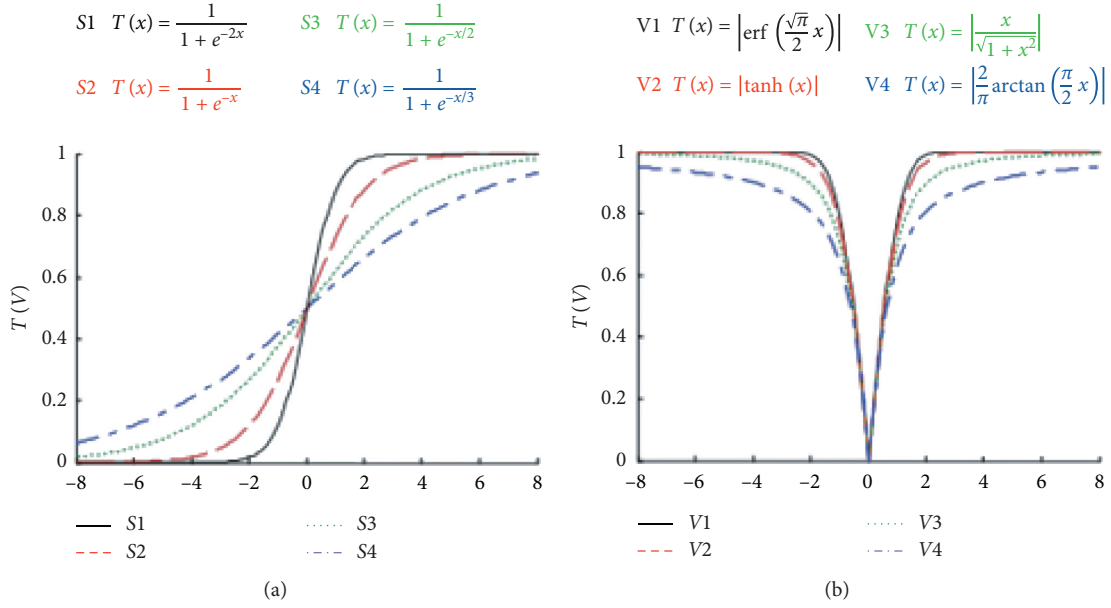 S1 T (x) = 1 / (1 + e^{–2x})
S3 T (x) = 1 / (1 + e^{–x/2})
S2 T (x) = 1 / (1 + e^{–x})
S4 T (x) = 1 / (1 + e^{–x/3})
T (V)
1
0.8
0.6
0.4
0.2
0
–8 –6 –4 –2 0 2 4 6 8
S1 S3
S2 S4
(a)
V1 T (x) = |erf (√π/2 x)|
V3 T (x) = |x / √(1 + x²)|
V2 T (x) = |tanh (x)|
V4 T (x) = |2/π arctan (π/2 x)|
T (V)
1
0.8
0.6
0.4
0.2
0
–8 –6 –4 –2 0 2 4 6 8
V1 V3
V2 V4
(b)